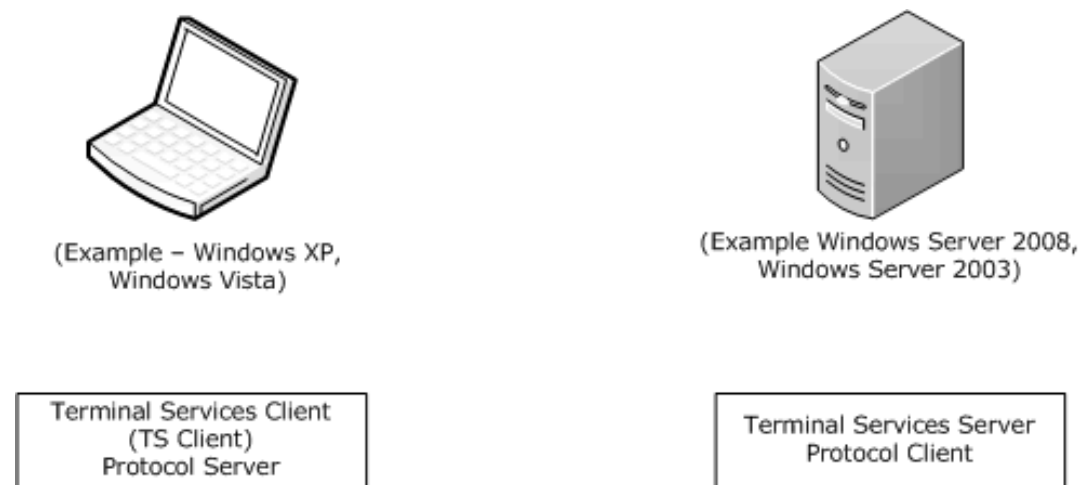 (Example – Windows XP,
Windows Vista)
(Example Windows Server 2008,
Windows Server 2003)
Terminal Services Client
(TS Client)
Protocol Server
Terminal Services Server
Protocol Client